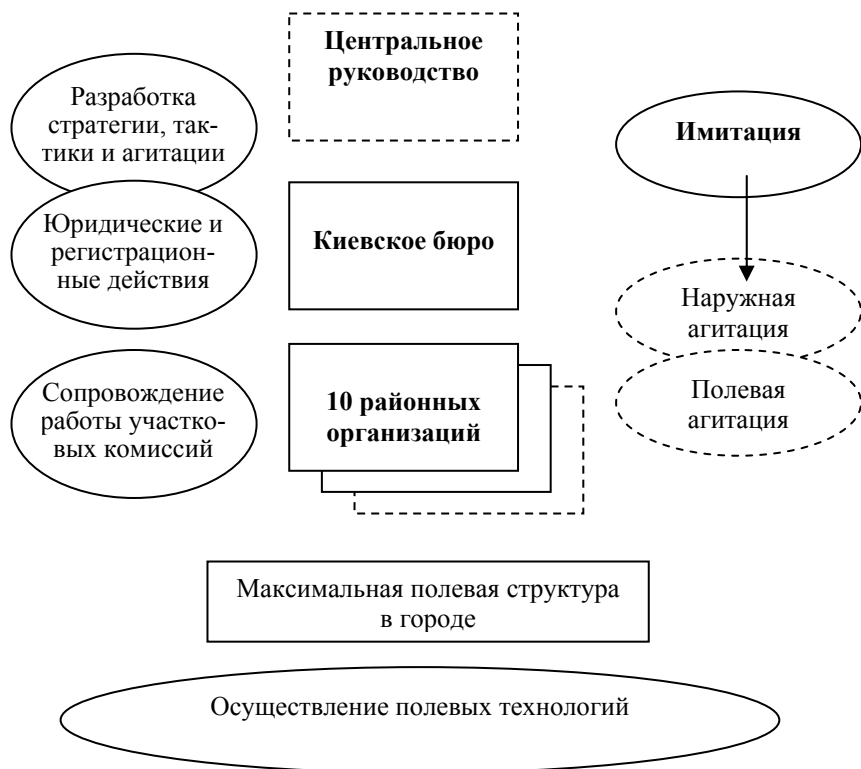 Центральное
руководство
Разработка
стратегии, так-
тики и агитации
Имитация
Юридические и
регистрацион-
ные действия
Киевское бюро
Наружная
агитация
Сопровождение
работы участко-
вых комиссий
10 районных
организаций
Полевая
агитация
Максимальная полевая структура
в городе
Осуществление полевых технологий